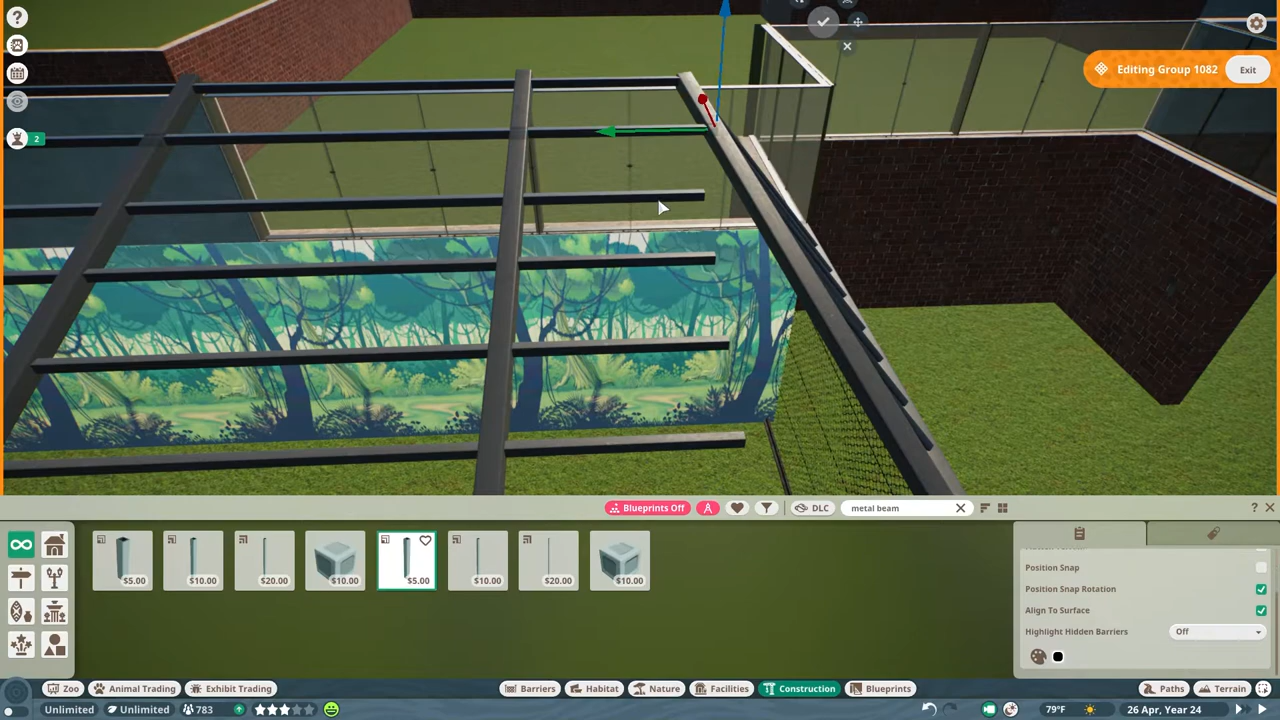 ?
Editing Group 1082
Exit
2
Blueprints Off
DLC
metal beam
?
$5.00
$10.00
$20.00
$10.00
$5.00
$10.00
$20.00
$10.00
Position Snap
Position Snap Rotation
Align To Surface
Highlight Hidden Barriers
Off
Zoo
Animal Trading
Exhibit Trading
Barriers
Habitat
Nature
Facilities
Construction
Blueprints
Paths
Terrain
Unlimited
Unlimited
783
79°F
26 Apr, Year 24